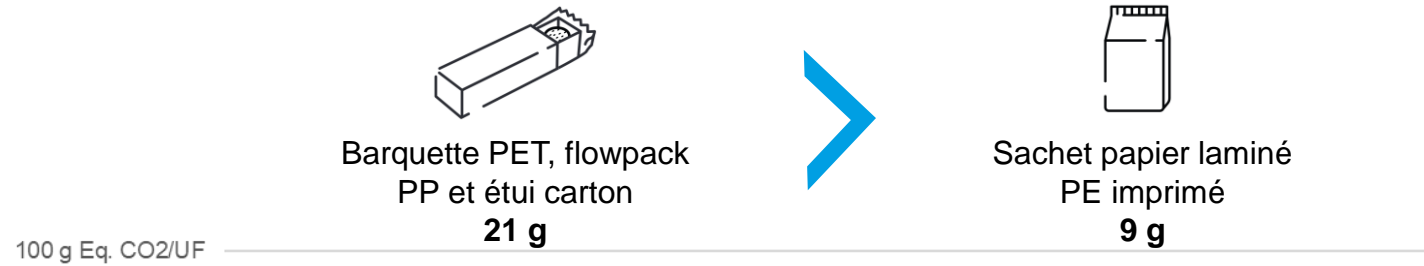 Barquette PET, flowpack
PP et étui carton
21 g
Sachet papier laminé
PE imprimé
9 g
100 g Eq. CO2/UF